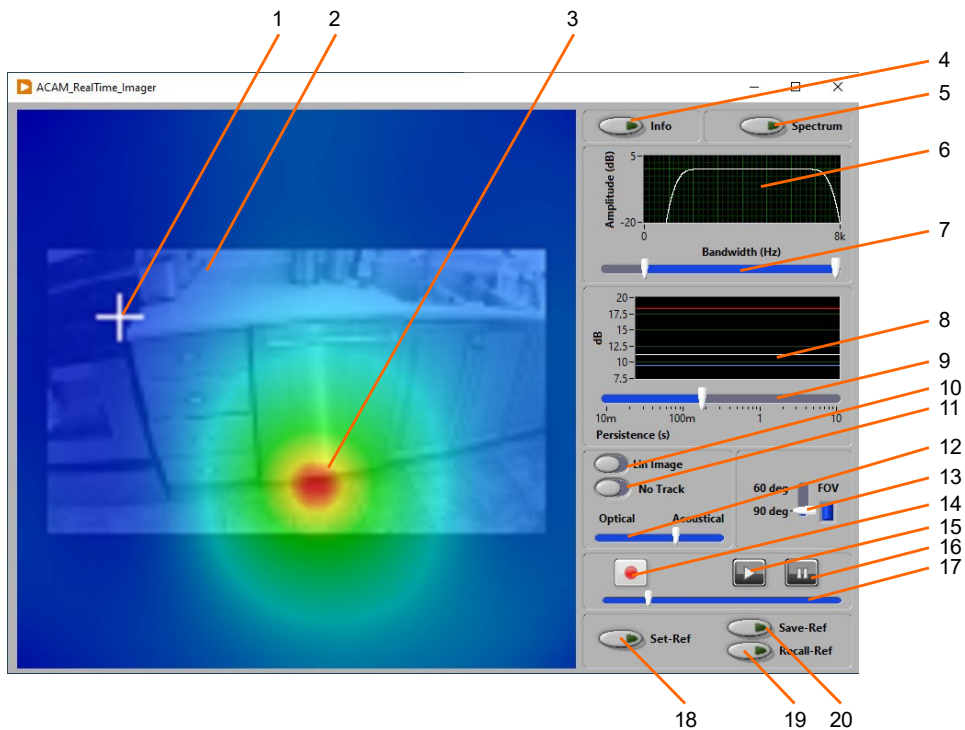 1 2 3
4
ACAM_RealTime_Imager
5
Info Spectrum
6
Amplitude (dB)
5
-20
0 8k
7
Bandwidth (Hz)
20
17.5
15
8
dB
12.5
10
7.5
9
10
10m 100m 1 10
11
Persistence (s)
12
Lin Image
No Track
60 deg FOV
13
90 deg
14
Optical Acoustical
15
16
17
Set-Ref
Save-Ref
Recall-Ref
18 19 20